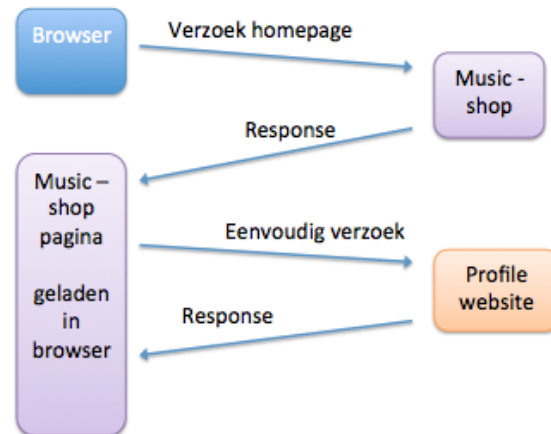 Browser
Verzoek homepage
Music -
shop
Response
Music –
shop
pagina
geladen
in
browser
Eenvoudig verzoek
Profile
website
Response